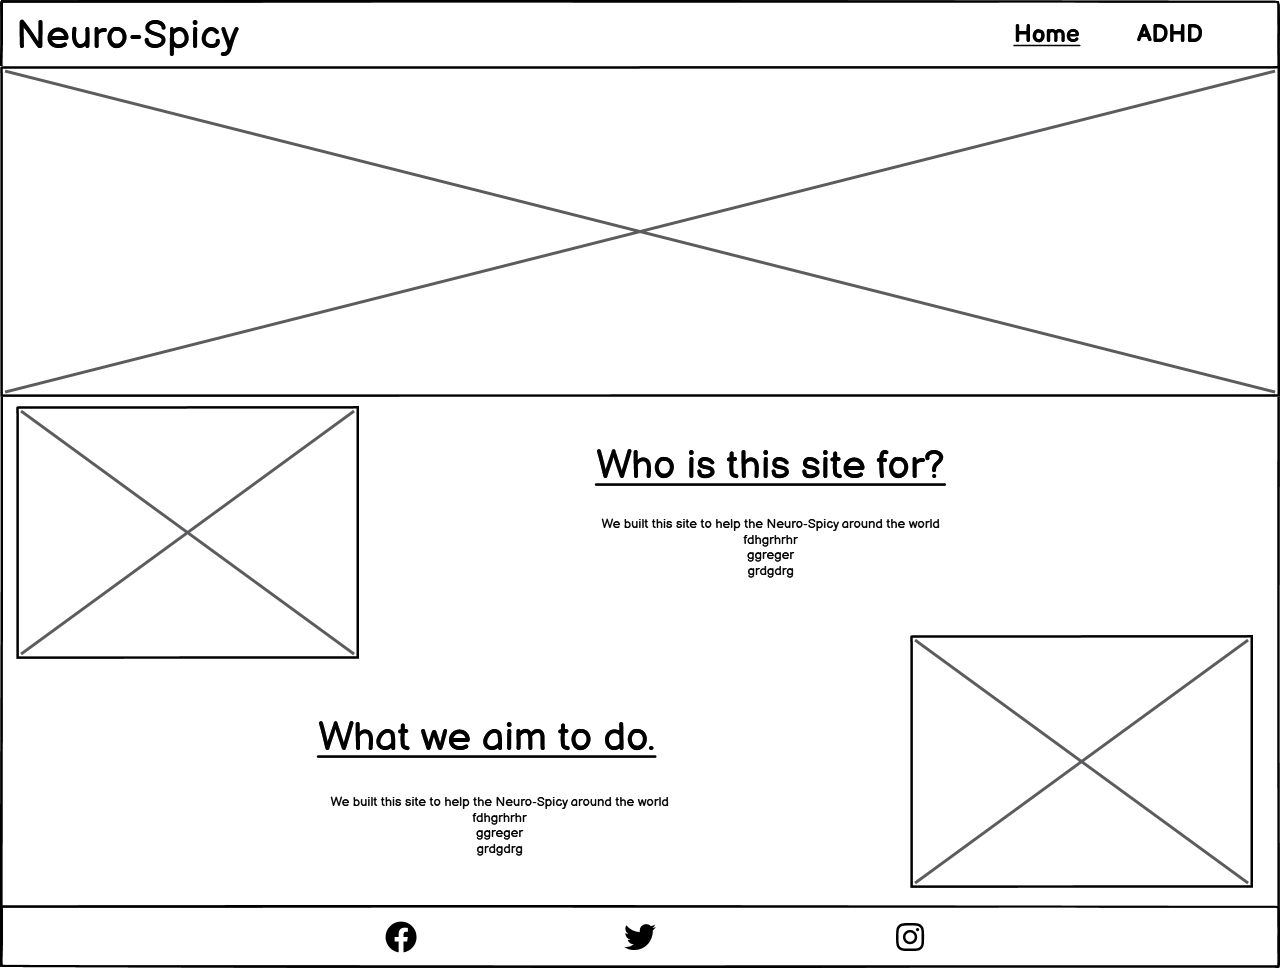 Neuro-Spicy
Home
ADHD
Who is this site for?
We built this site to help the Neuro-Spicy around the world
fdhgrhrhr
ggreger
grdgdrg
What we aim to do.
We built this site to help the Neuro-Spicy around the world
fdhgrhrhr
ggreger
grdgdrg